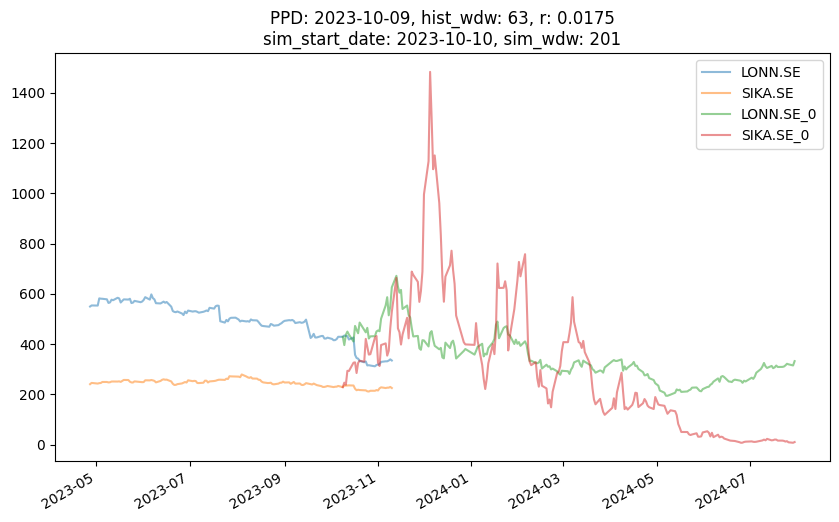 PPD: 2023-10-09, hist_wdw: 63, r: 0.0175
sim_start_date: 2023-10-10, sim_wdw: 201
LONN.SE
SIKA.SE
LONN.SE_0
SIKA.SE_0
1400
1200
1000
800
600
400
200
0
2023-05
2023-07
2023-09
2023-11
2024-01
2024-03
2024-05
2024-07